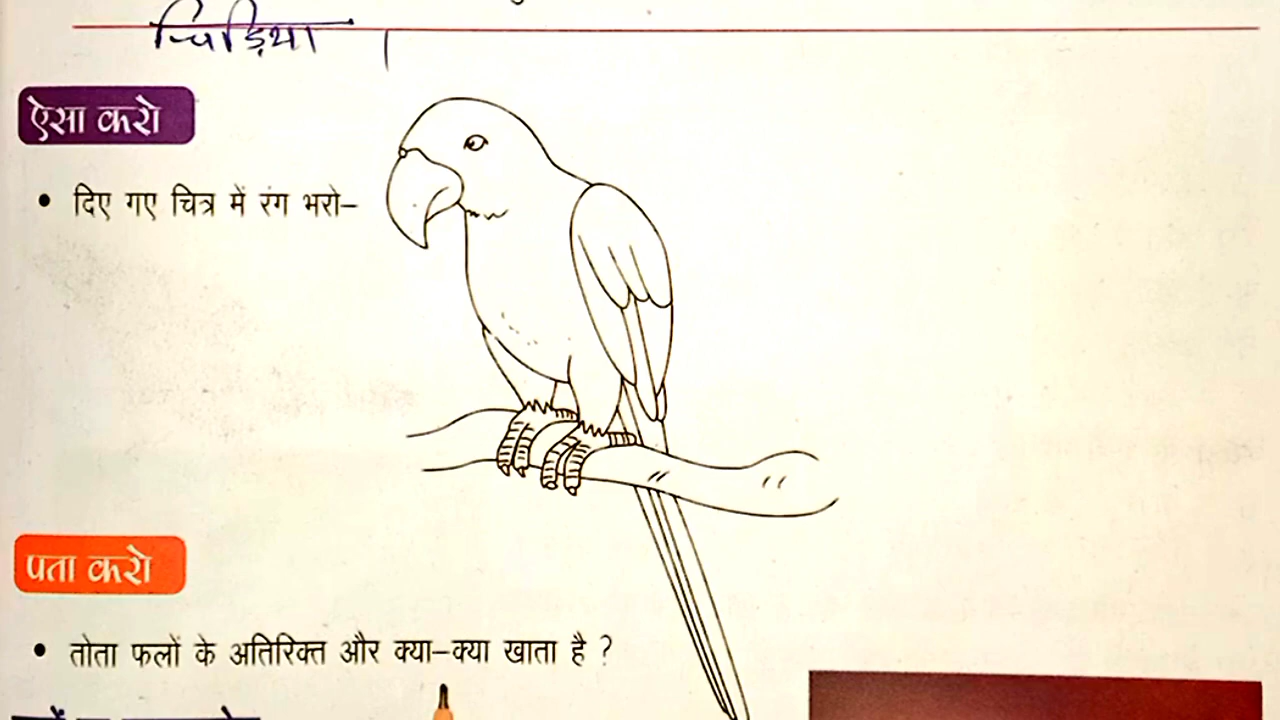 चिड़िया ।
ऐसा करो
• दिए गए चित्र में रंग भरो–
पता करो
• तोता फलों के अतिरिक्त और क्या–क्या खाता है ?